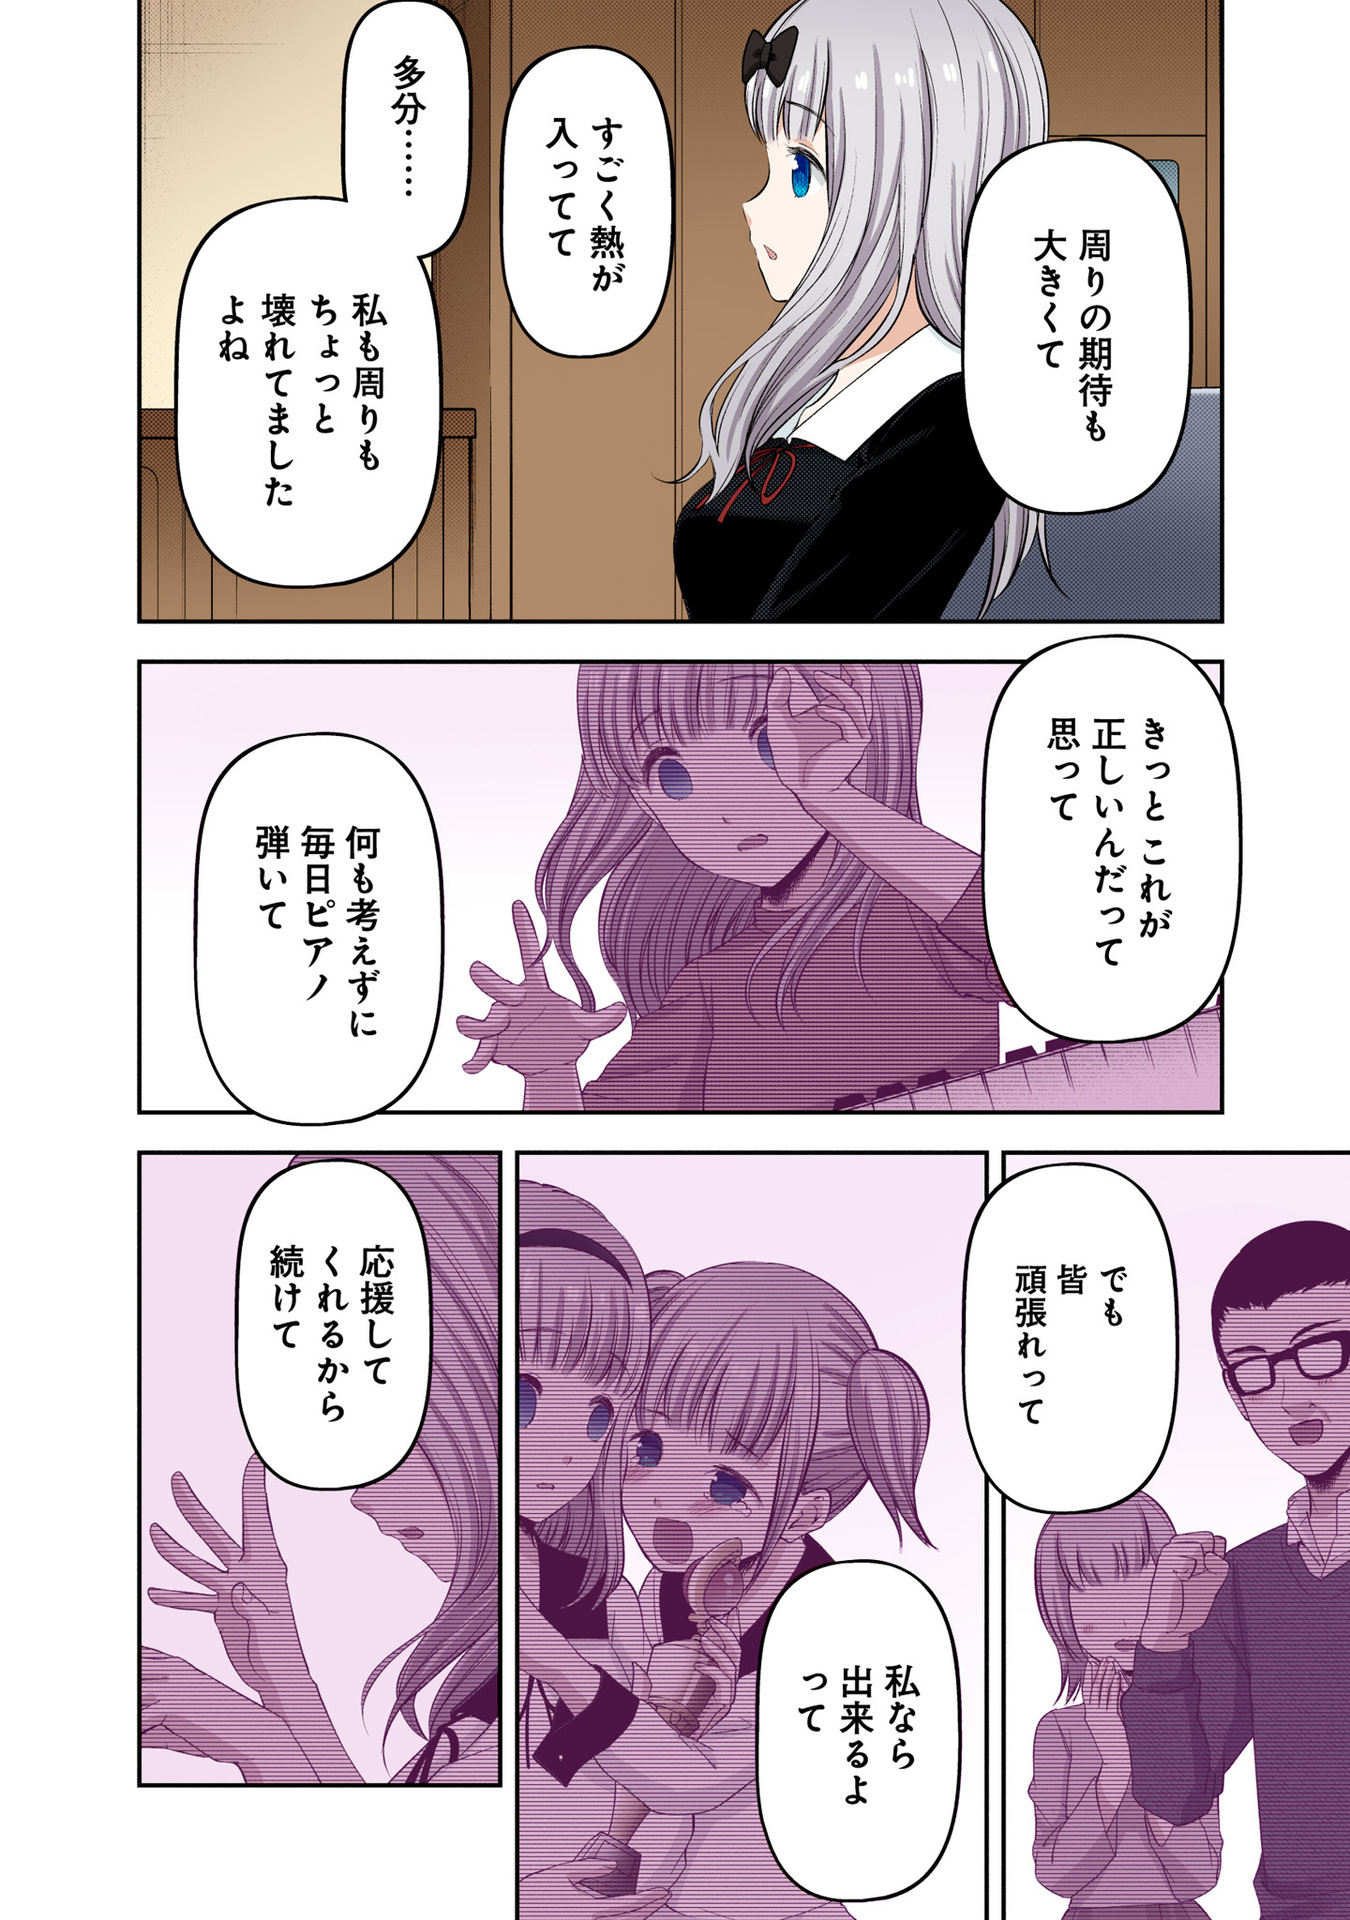 周りの期待も
大きくて
すごく熱が
入ってて
多分……
私も周りも
ちょっと
壊れてました
よね
きっとこれが
正しいんだって
思って
何も考えずに
毎日ピアノ
弾いて
でも
皆
頑張れって
私なら
出来るよ
って
応援して
くれるから
続けて